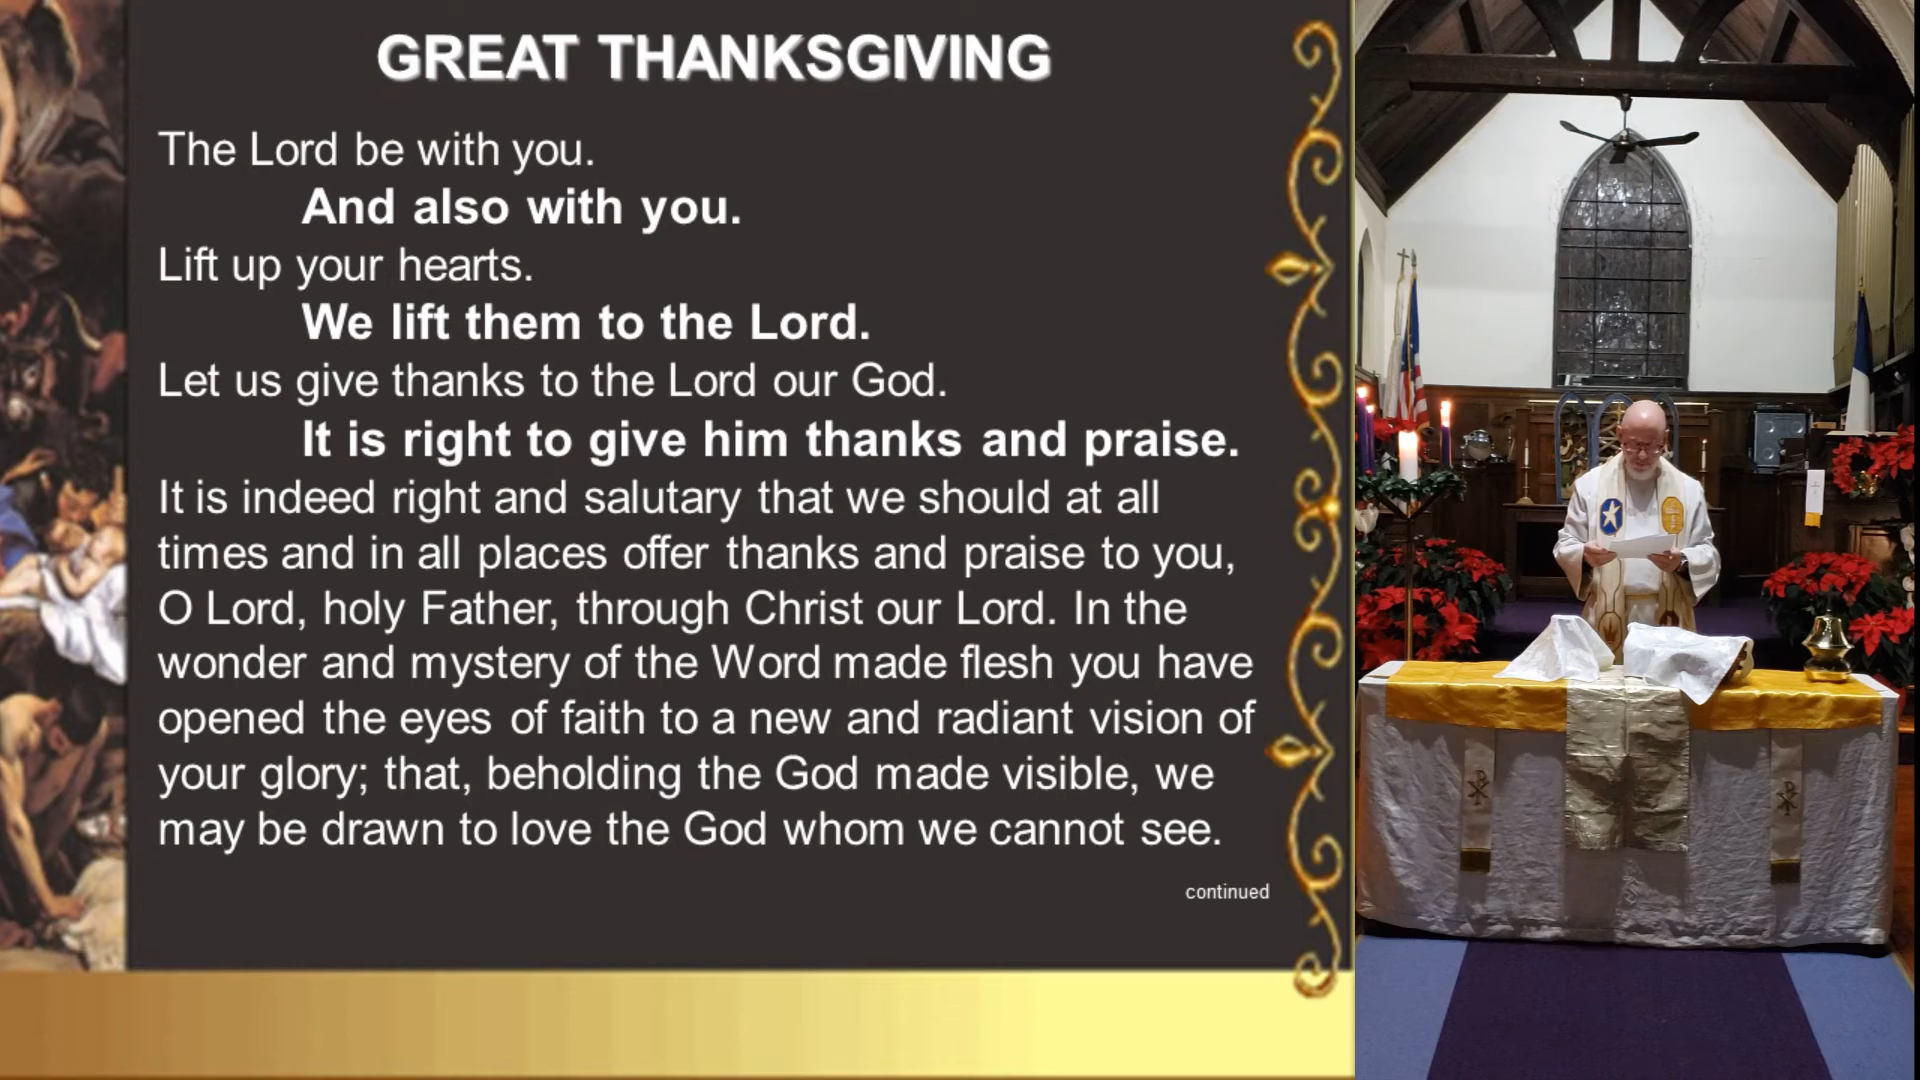 GREAT THANKSGIVING
The Lord be with you.
And also with you.
Lift up your hearts.
We lift them to the Lord.
Let us give thanks to the Lord our God.
It is right to give him thanks and praise.
It is indeed right and salutary that we should at all
times and in all places offer thanks and praise to you,
O Lord, holy Father, through Christ our Lord. In the
wonder and mystery of the Word made flesh you have
opened the eyes of faith to a new and radiant vision of
your glory; that, beholding the God made visible, we
may be drawn to love the God whom we cannot see.
continued